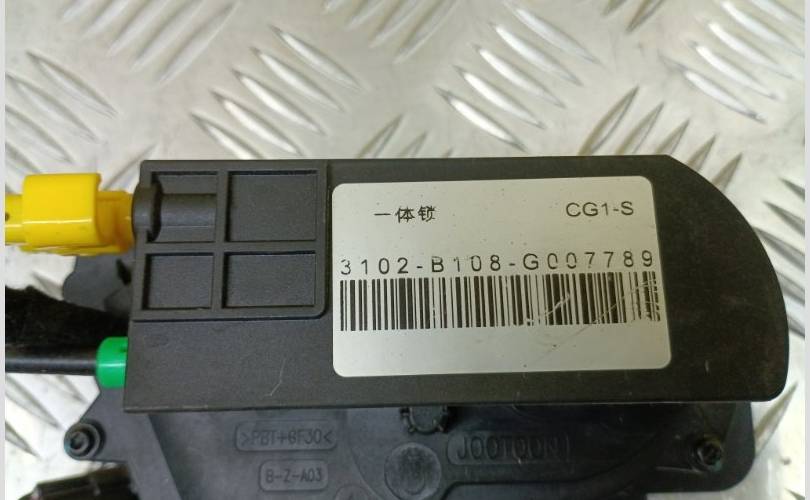 一体锁 CG1-S
3102-B108-G007789
>PBT+GF30<
B-Z-A03